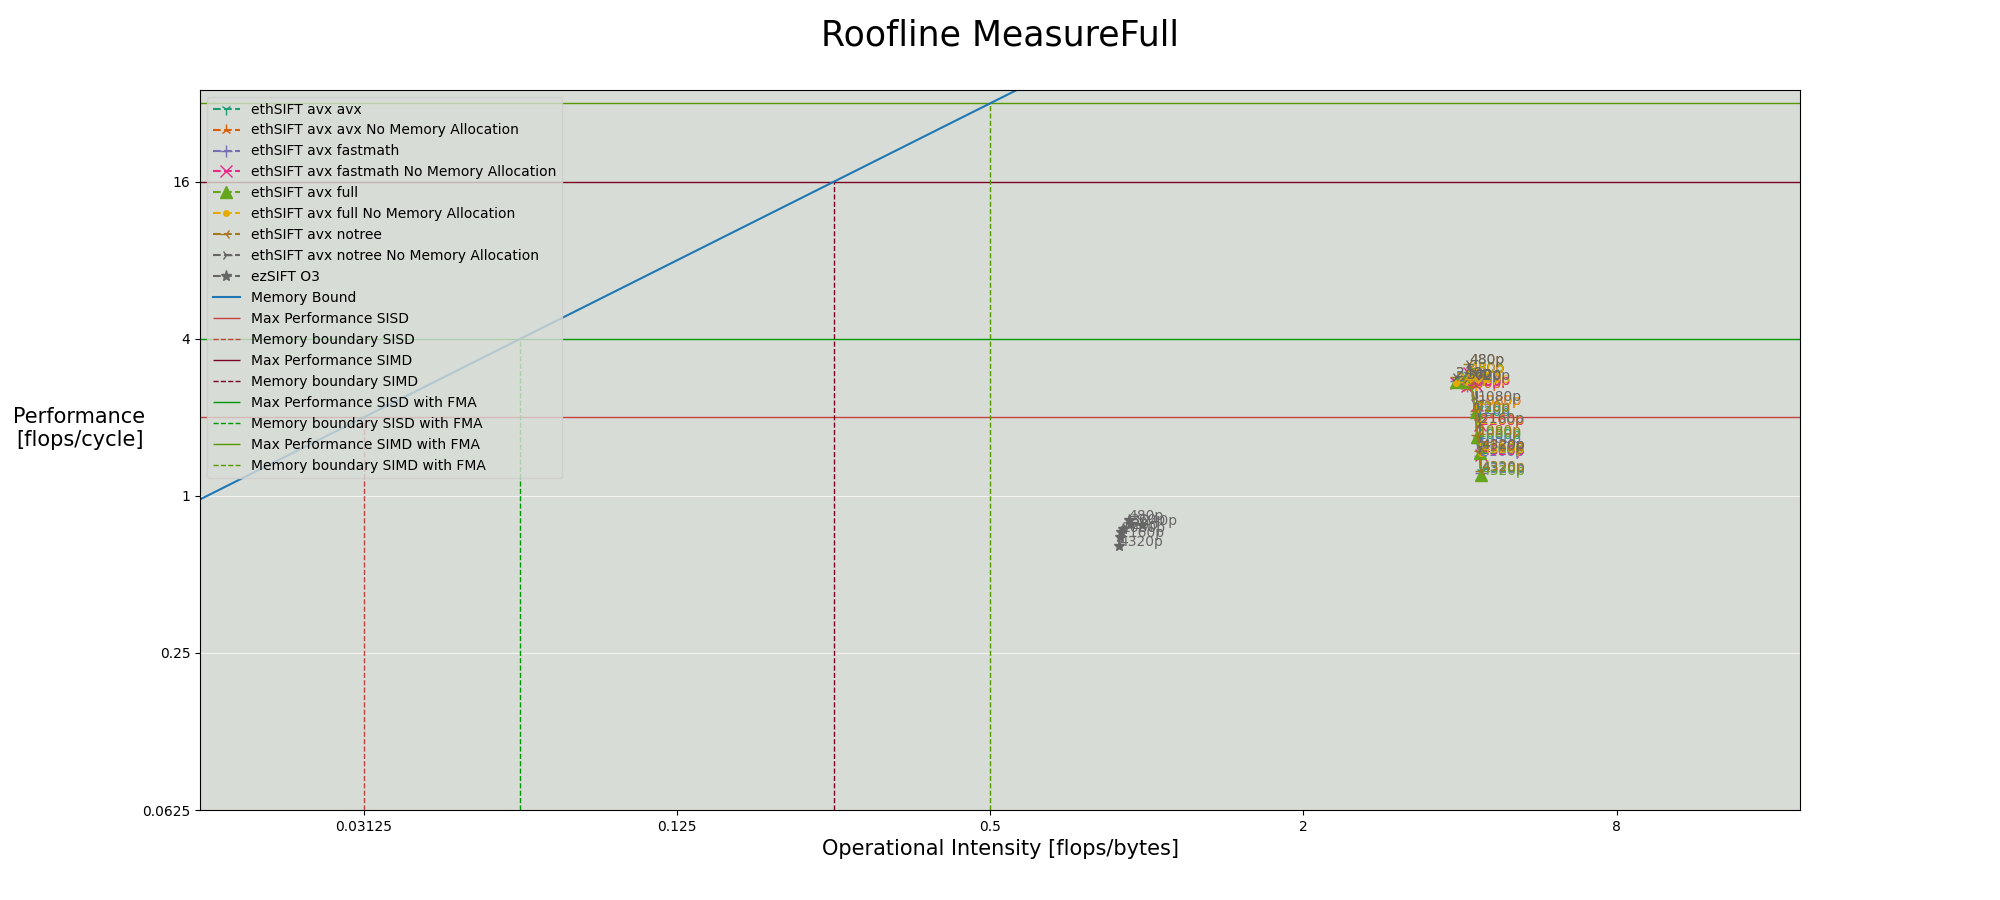 Roofline MeasureFull
ethSIFT avx avx
ethSIFT avx avx No Memory Allocation
ethSIFT avx fastmath
ethSIFT avx fastmath No Memory Allocation
ethSIFT avx full
ethSIFT avx full No Memory Allocation
ethSIFT avx notree
ethSIFT avx notree No Memory Allocation
ezSIFT O3
Memory Bound
Max Performance SISD
Memory boundary SISD
Max Performance SIMD
Memory boundary SIMD
Max Performance SISD with FMA
Memory boundary SISD with FMA
Max Performance SIMD with FMA
Memory boundary SIMD with FMA
16
4
1
0.25
0.0625
Performance
[flops/cycle]
480p
1080p
2160p
4320p
480p
2160p
4320p
0.03125
0.125
0.5
2
8
Operational Intensity [flops/bytes]